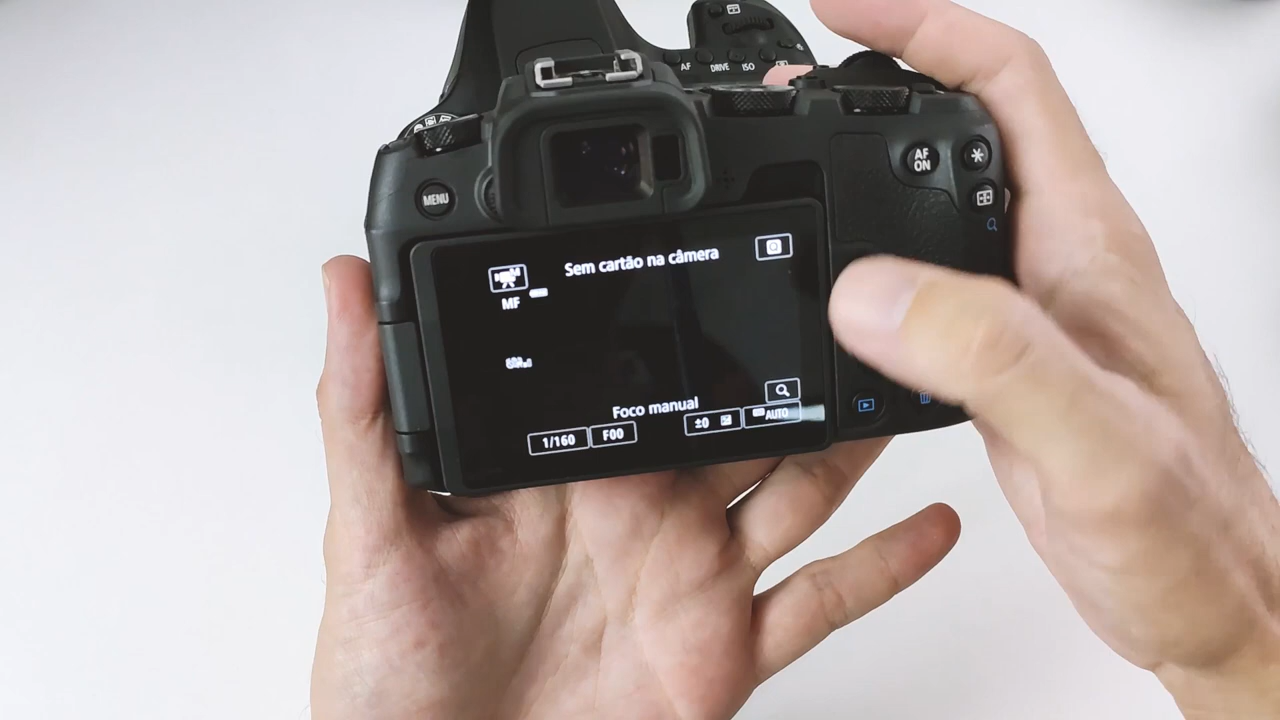 AF DRIVE ISO
MENU
AF
ON
Sem cartão na câmera
MF
Foco manual
1/160 F00 ±0 AUTO